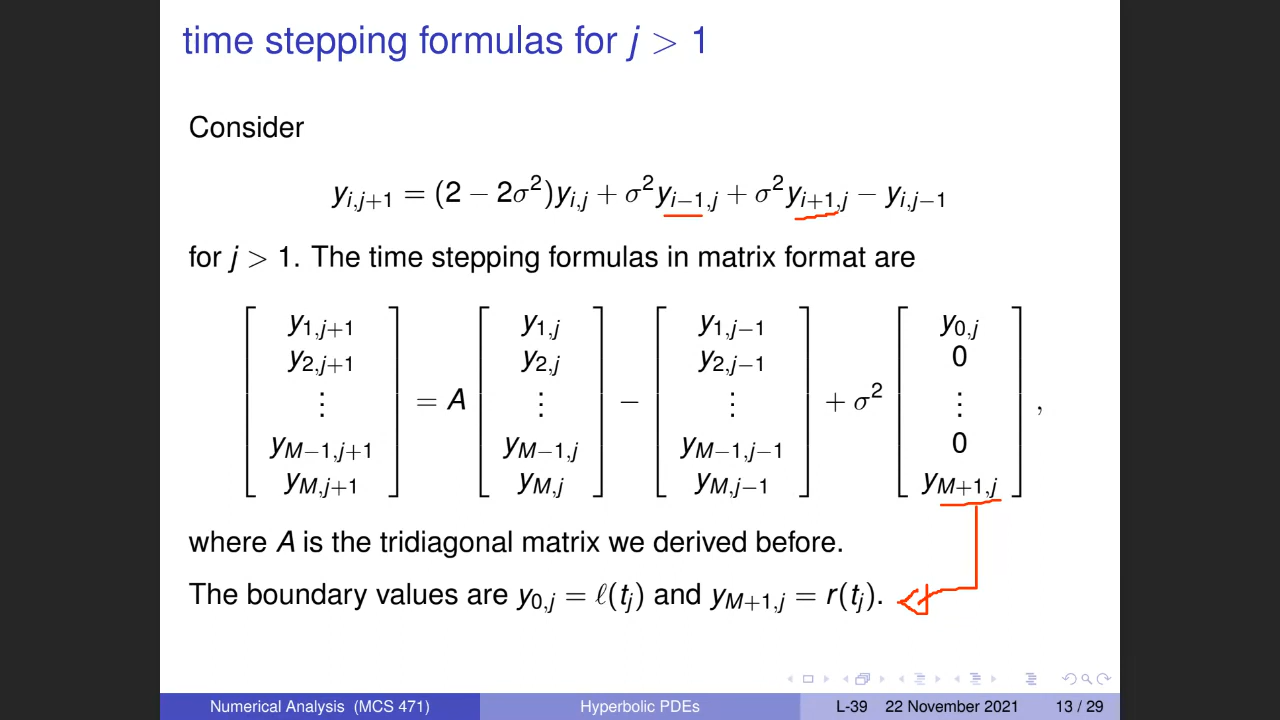 time stepping formulas for j > 1
Consider
y_{i,j+1} = (2 − 2σ²)y_{i,j} + σ²y_{i−1,j} + σ²y_{i+1,j} − y_{i,j−1}
for j > 1. The time stepping formulas in matrix format are
[ y_{1,j+1} y_{2,j+1} ⋮ y_{M−1,j+1} y_{M,j+1} ] = A [ y_{1,j} y_{2,j} ⋮ y_{M−1,j} y_{M,j} ] − [ y_{1,j−1} y_{2,j−1} ⋮ y_{M−1,j−1} y_{M,j−1} ] + σ² [ y_{0,j} 0 ⋮ 0 y_{M+1,j} ] ,
where A is the tridiagonal matrix we derived before.
The boundary values are y_{0,j} = ℓ(t_j) and y_{M+1,j} = r(t_j).
Numerical Analysis (MCS 471) Hyperbolic PDEs L-39 22 November 2021 13 / 29